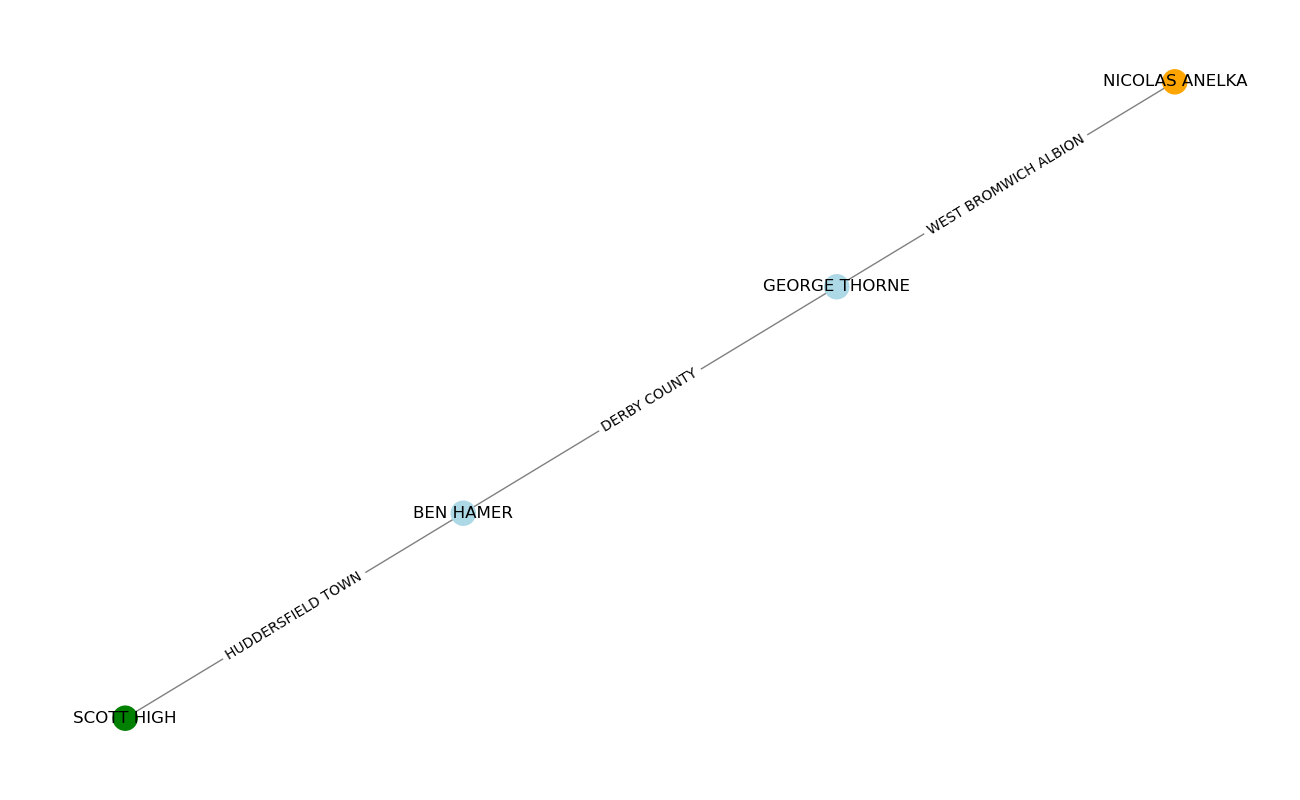 NICOLAS ANELKA
WEST BROMWICH ALBION
GEORGE THORNE
DERBY COUNTY
BEN HAMER
HUDDERSFIELD TOWN
SCOTT HIGH